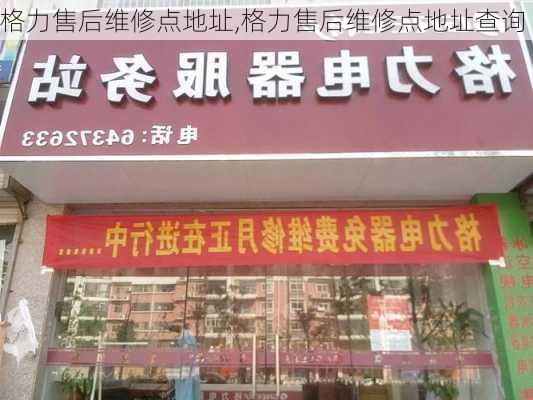 格力售后维修点地址,格力售后维修点地址查询
格力电器服务站
电话:64372633
格力电器免费维修月正在进行中......